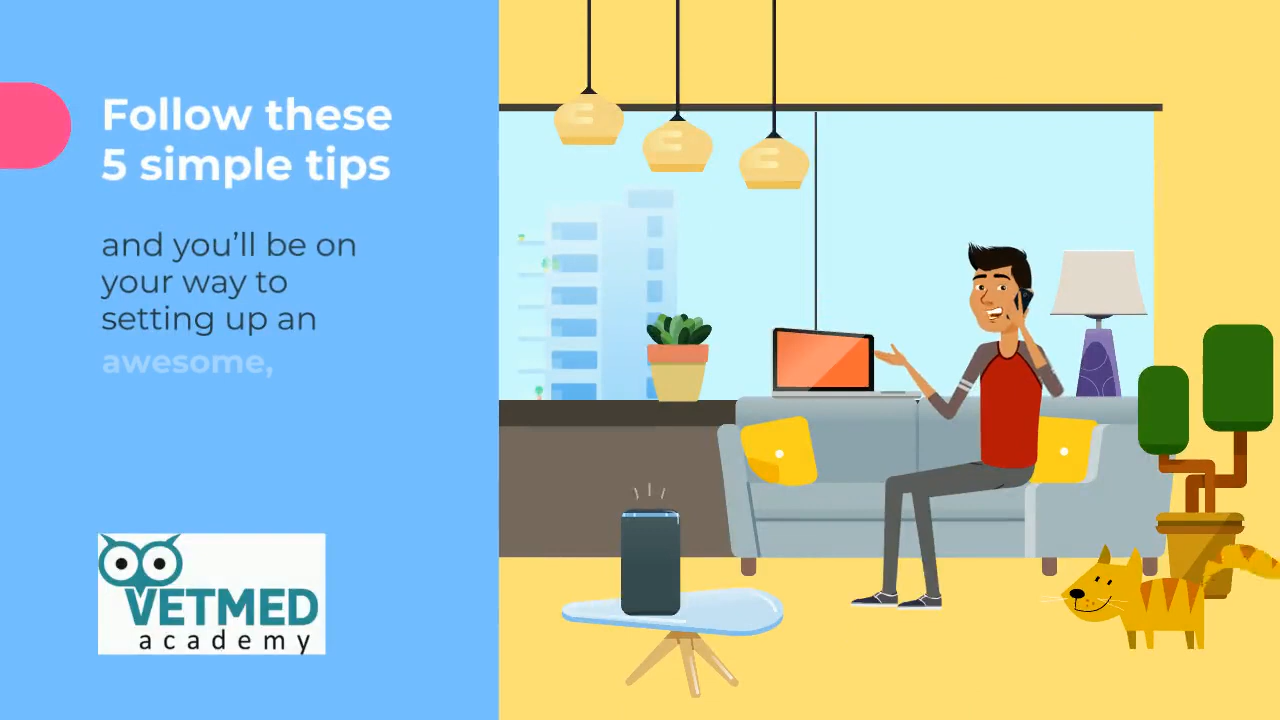 Follow these
5 simple tips
and you’ll be on
your way to
setting up an
awesome,
VETMED
academy